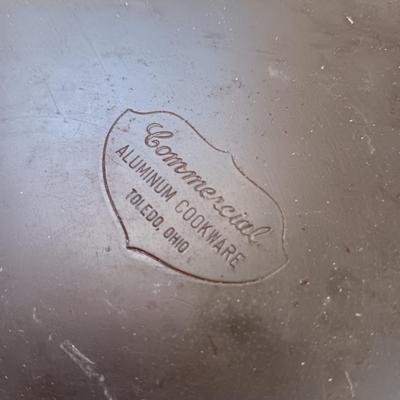 Commercial
ALUMINUM COOKWARE
TOLEDO, OHIO